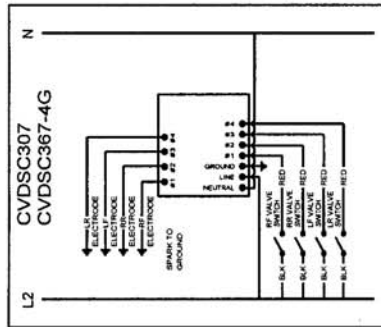 CVDSC307
CVDSC367-4G
L2
N
LR
ELECTRODE
LF
ELECTRODE
RR
ELECTRODE
RF
ELECTRODE
SPARK TO
GROUND
#4
#3
#2
#1
#4
#3
#2
#1
GROUND
LINE
NEUTRAL
RED
RED
RED
RED
RF VALVE
SWITCH
RR VALVE
SWITCH
LF VALVE
SWITCH
LR VALVE
SWITCH
BLK
BLK
BLK
BLK